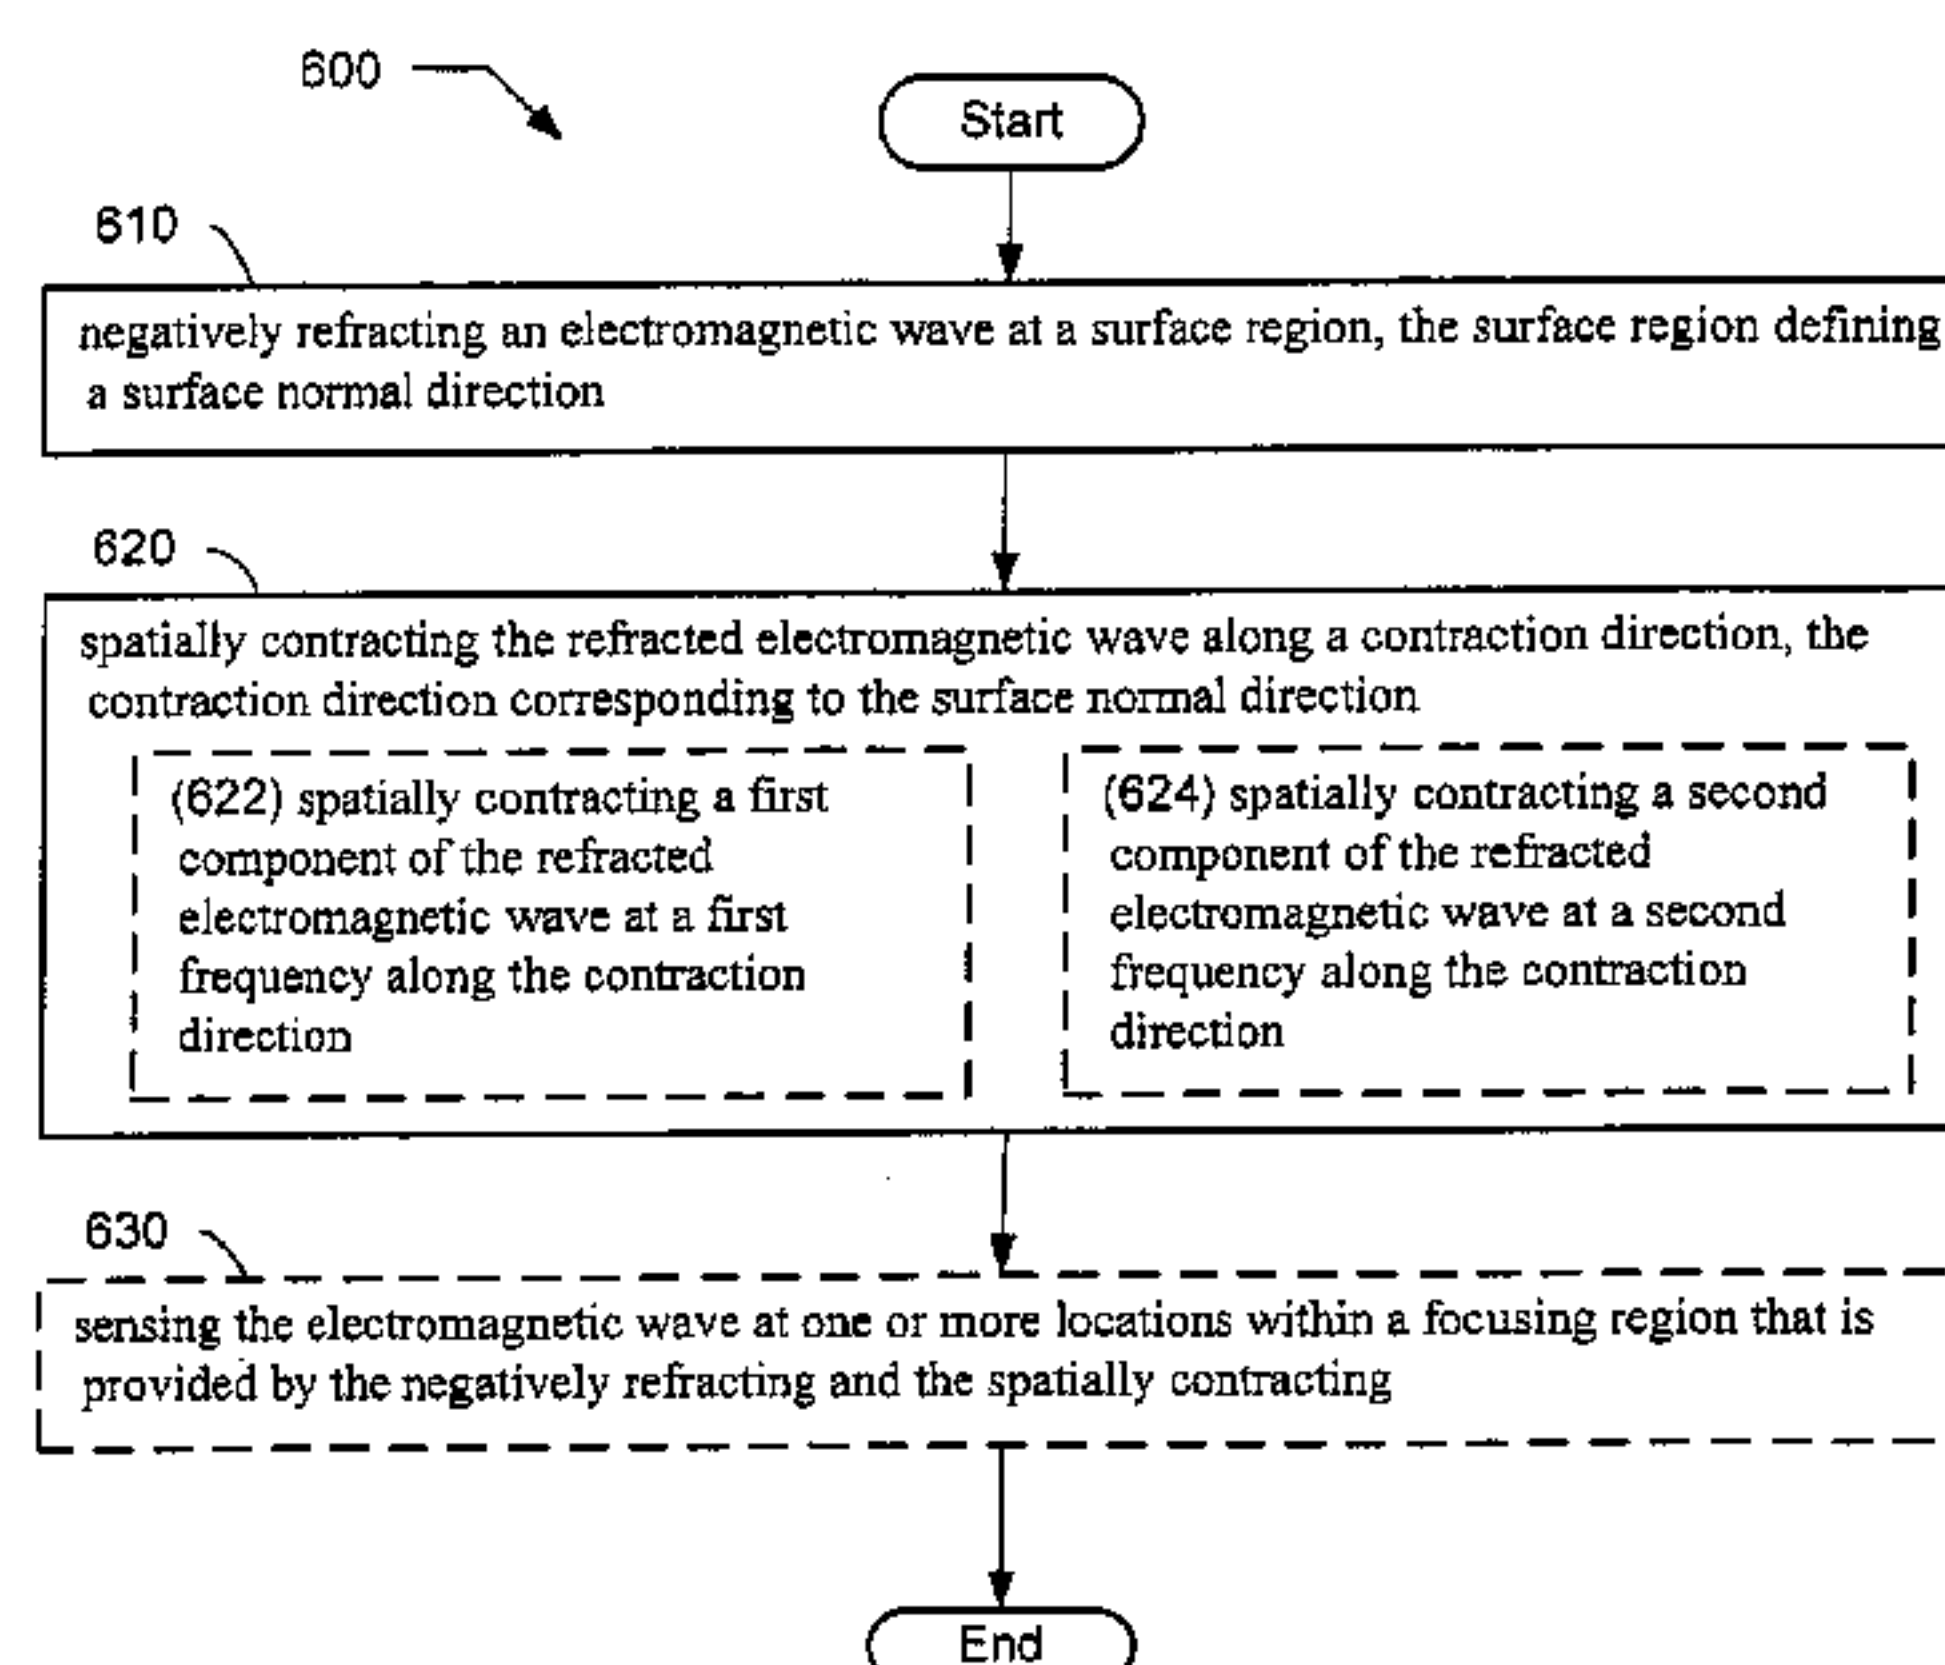 600
Start
610
negatively refracting an electromagnetic wave at a surface region, the surface region defining
a surface normal direction
620
spatially contracting the refracted electromagnetic wave along a contraction direction, the
contraction direction corresponding to the surface normal direction
(622) spatially contracting a first
component of the refracted
electromagnetic wave at a first
frequency along the contraction
direction
(624) spatially contracting a second
component of the refracted
electromagnetic wave at a second
frequency along the contraction
direction
630
sensing the electromagnetic wave at one or more locations within a focusing region that is
provided by the negatively refracting and the spatially contracting
End